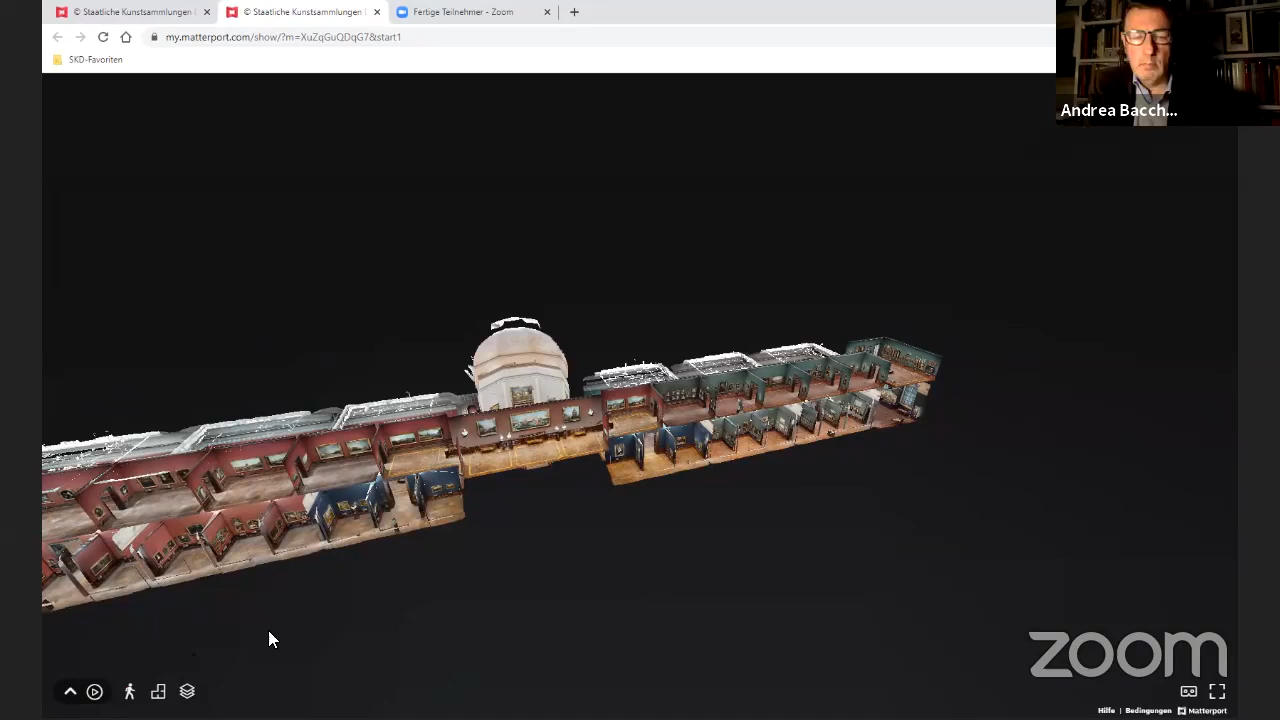 © Staatliche Kunstsammlungen
© Staatliche Kunstsammlungen
Fertige Teilnehmer - Zoom
my.matterport.com/show/?m=XuZqGuQDqG7&start1
SKD-Favoriten
Andrea Bacch...
zoom
Hilfe | Bedingungen Matterport